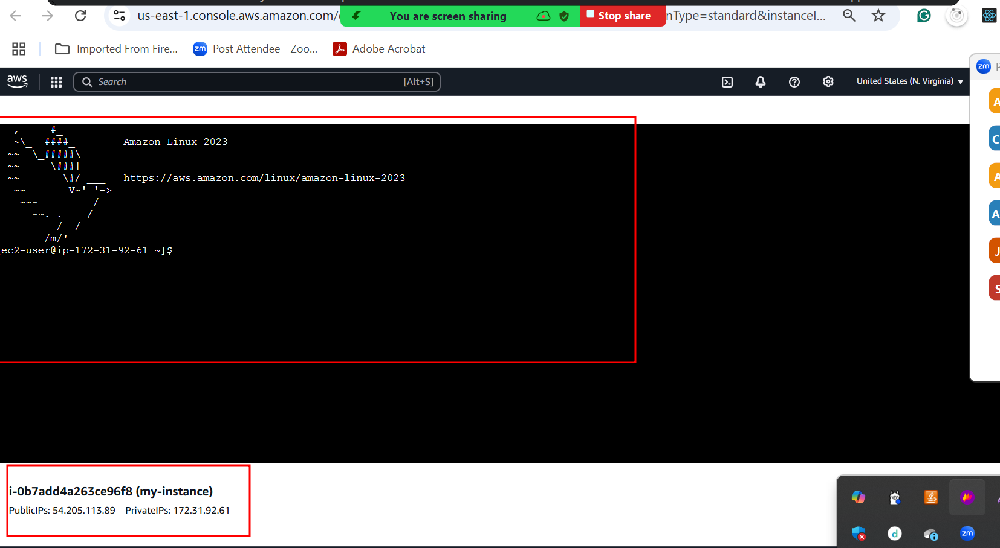 us-east-1.console.aws.amazon.com/
You are screen sharing
Stop share
nType=standard&instanceI...
Imported From Fire...
zm
Post Attendee - Zoo...
Adobe Acrobat
zm
aws
Search
[Alt+S]
United States (N. Virginia)
A
C
A
A
J
S
   ,     #_
  ~\_  ####_        Amazon Linux 2023
 ~~  \_#####\
 ~~     \###|
 ~~       \#/ ___   https://aws.amazon.com/linux/amazon-linux-2023
  ~~       V~' '->
   ~~~         /
     ~~._.   _/
        _/ _/
      _/m/'
ec2-user@ip-172-31-92-61 ~]$
i-0b7add4a263ce96f8 (my-instance)
PublicIPs: 54.205.113.89 PrivateIPs: 172.31.92.61
d
zm